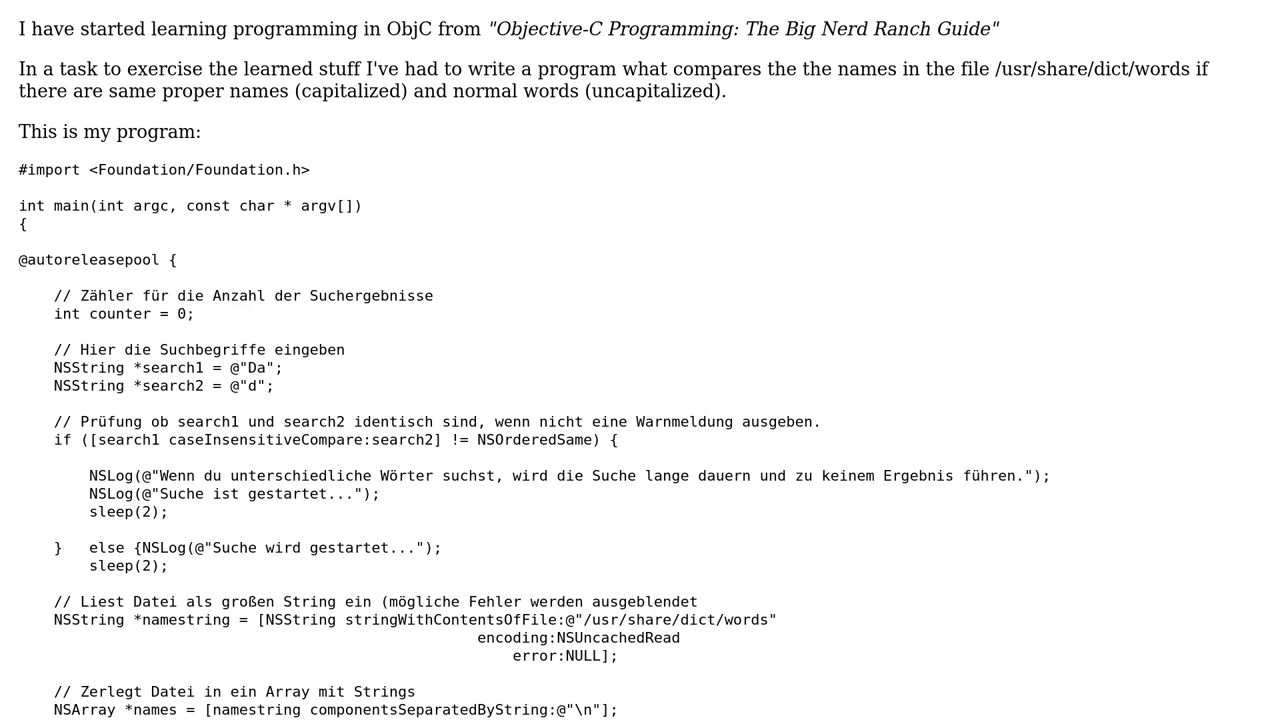 I have started learning programming in ObjC from "Objective-C Programming: The Big Nerd Ranch Guide"
In a task to exercise the learned stuff I've had to write a program what compares the the names in the file /usr/share/dict/words if
there are same proper names (capitalized) and normal words (uncapitalized).
This is my program:
#import <Foundation/Foundation.h>
int main(int argc, const char * argv[])
{
@autoreleasepool {
// Zähler für die Anzahl der Suchergebnisse
int counter = 0;
// Hier die Suchbegriffe eingeben
NSString *search1 = @"Da";
NSString *search2 = @"d";
// Prüfung ob search1 und search2 identisch sind, wenn nicht eine Warnmeldung ausgeben.
if ([search1 caseInsensitiveCompare:search2] != NSOrderedSame) {
NSLog(@"Wenn du unterschiedliche Wörter suchst, wird die Suche lange dauern und zu keinem Ergebnis führen.");
NSLog(@"Suche ist gestartet...");
sleep(2);
}   else {NSLog(@"Suche wird gestartet...");
sleep(2);
// Liest Datei als großen String ein (mögliche Fehler werden ausgeblendet
NSString *namestring = [NSString stringWithContentsOfFile:@"/usr/share/dict/words"
encoding:NSUncachedRead
error:NULL];
// Zerlegt Datei in ein Array mit Strings
NSArray *names = [namestring componentsSeparatedByString:@"\n"];